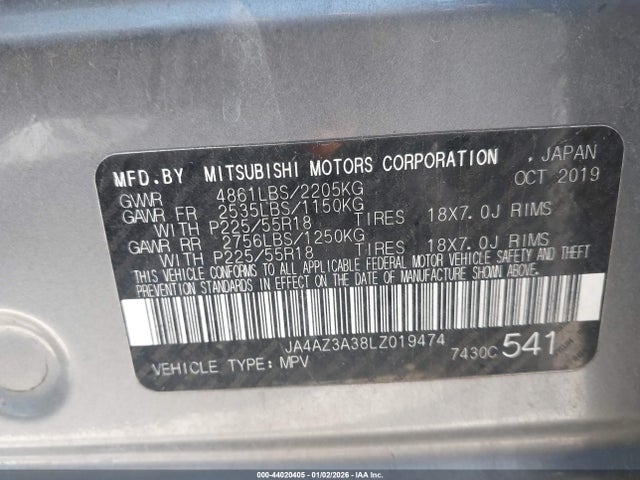 MFD.BY MITSUBISHI MOTORS CORPORATION . JAPAN
OCT 2019
GVWR 4861LBS/2205KG
GAWR FR 2535LBS/1150KG
WITH P225/55R18 TIRES 18X7.0J RIMS
GAWR RR 2756LBS/1250KG
WITH P225/55R18 TIRES 18X7.0J RIMS
THIS VEHICLE CONFORMS TO ALL APPLICABLE FEDERAL MOTOR VEHICLE SAFETY AND THEFT
PREVENTION STANDARDS IN EFFECT ON THE DATE OF MANUFACTURE SHOWN ABOVE.
JA4AZ3A38LZ019474
VEHICLE TYPE: MPV 7430C 541
000-44020405 - 01/02/2026 - IAA Inc.